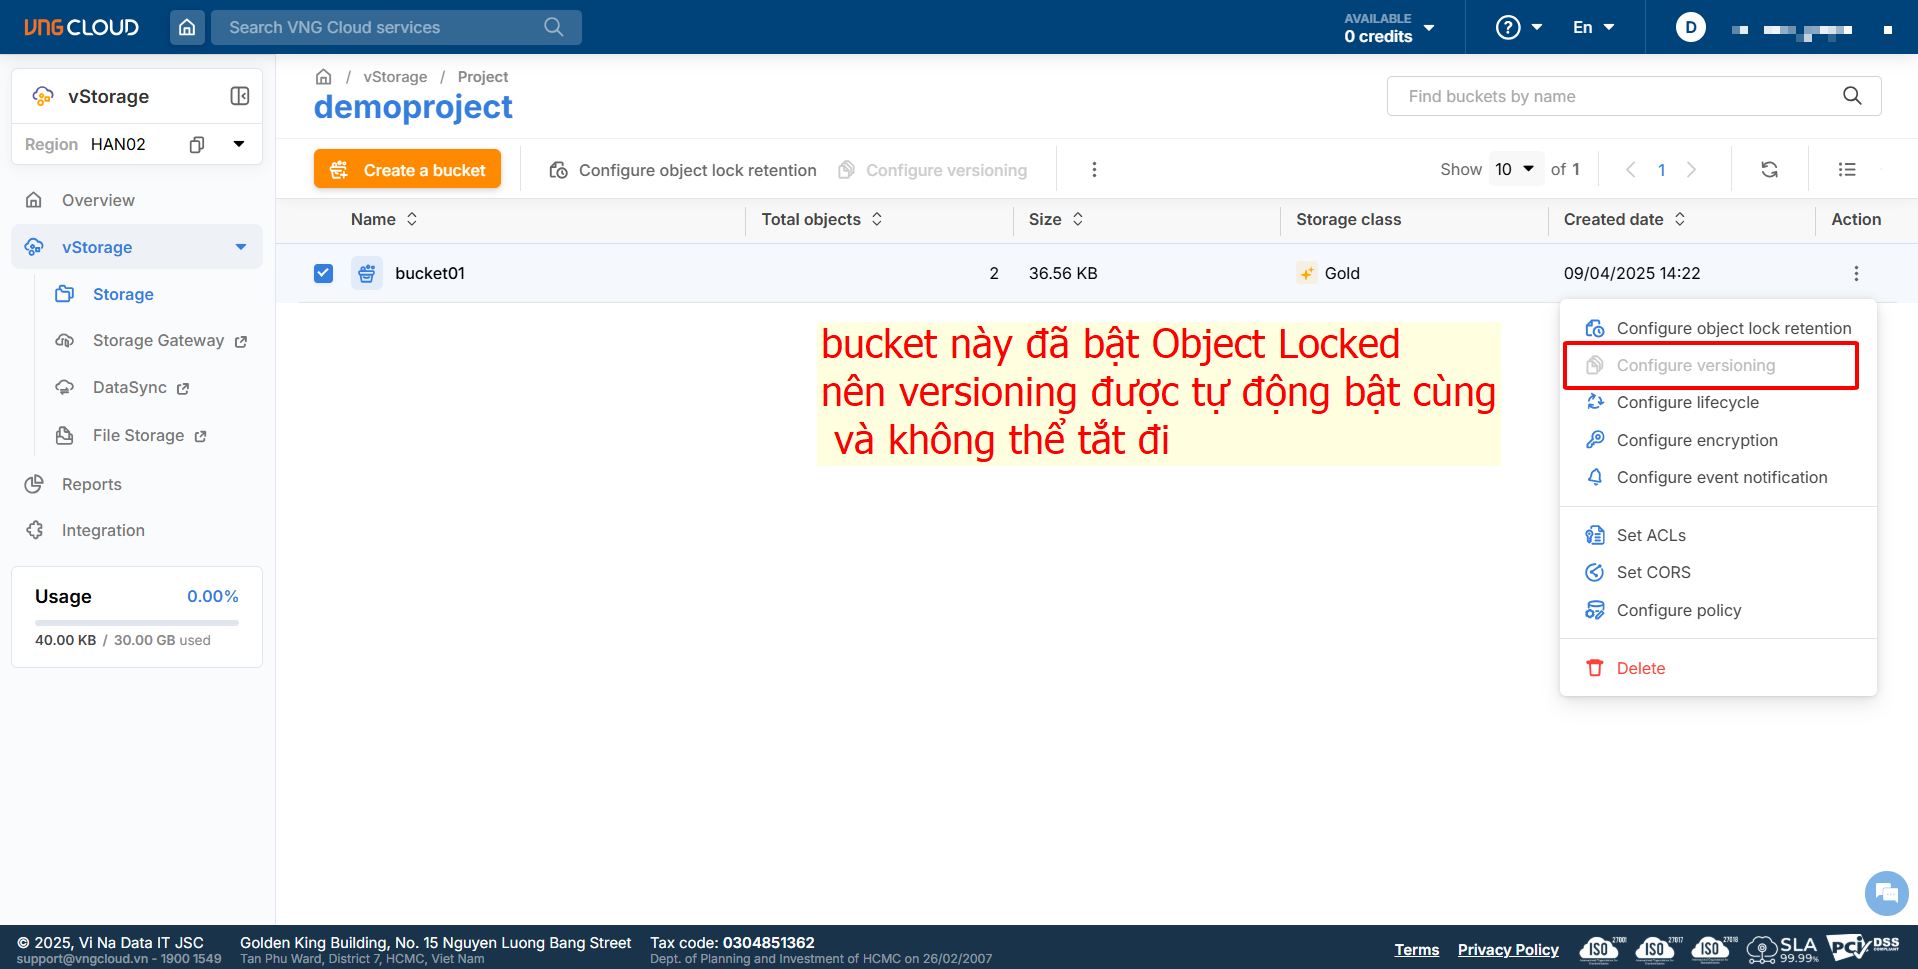 VNG CLOUD
Search VNG Cloud services
AVAILABLE
0 credits
?
En
D
vStorage
Region HAN02
Overview
vStorage
Storage
Storage Gateway
DataSync
File Storage
Reports
Integration
Usage 0.00%
40.00 KB / 30.00 GB used
/ vStorage / Project
demoproject
Find buckets by name
Create a bucket
Configure object lock retention
Configure versioning
Show 10 of 1
1
Name Total objects Size Storage class Created date Action
bucket01 2 36.56 KB Gold 09/04/2025 14:22
bucket này đã bật Object Locked
nên versioning được tự động bật cùng
và không thể tắt đi
Configure object lock retention
Configure versioning
Configure lifecycle
Configure encryption
Configure event notification
Set ACLs
Set CORS
Configure policy
Delete
© 2025, Vi Na Data IT JSC
support@vngcloud.vn - 1900 1549
Golden King Building, No. 15 Nguyen Luong Bang Street
Tan Phu Ward, District 7, HCMC, Viet Nam
Tax code: 0304851362
Dept. of Planning and Investment of HCMC on 26/02/2007
Terms
Privacy Policy
ISO 27001
ISO 27017
ISO 27018
SLA
99.99%
PCI DSS
COMPLIANT